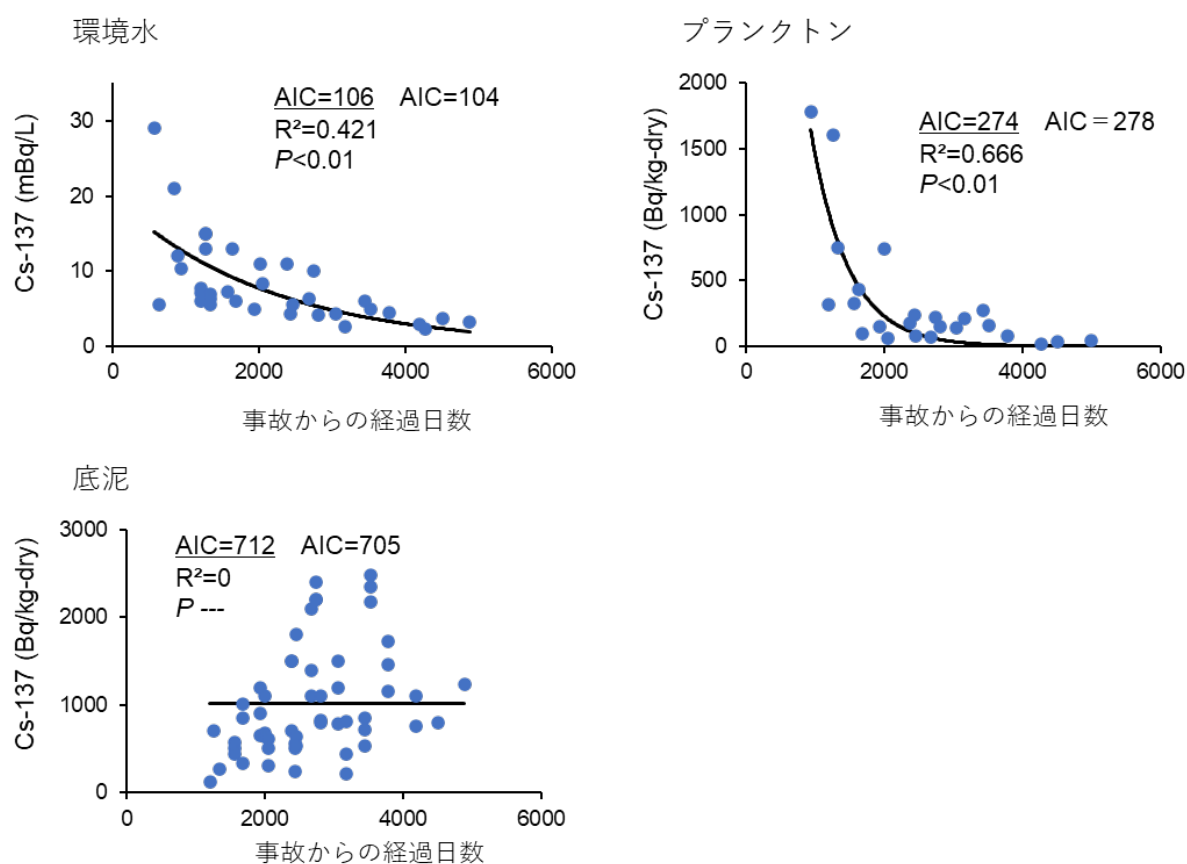 環境水
AIC=106 AIC=104
R²=0.421
P<0.01
Cs-137 (mBq/L)
30
20
10
0
0 2000 4000 6000
事故からの経過日数
プランクトン
2000
AIC=274 AIC＝278
R²=0.666
P<0.01
Cs-137 (Bq/kg-dry)
1500
1000
500
0
0 2000 4000 6000
事故からの経過日数
底泥
3000
AIC=712 AIC=705
R²=0
P ---
Cs-137 (Bq/kg-dry)
2000
1000
0
0 2000 4000 6000
事故からの経過日数